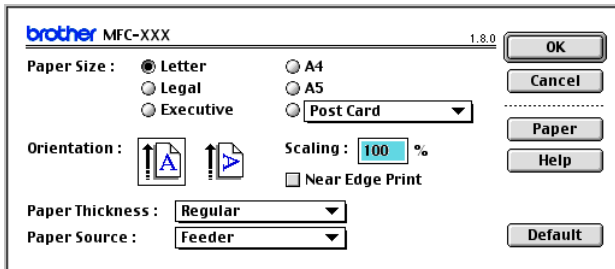 brother MFC-XXX 1.8.0
OK
Paper Size : Letter A4
Cancel
Legal A5
Executive Post Card
Paper
Orientation : A A Scaling : 100 %
Help
Near Edge Print
Paper Thickness : Regular
Paper Source : Feeder
Default